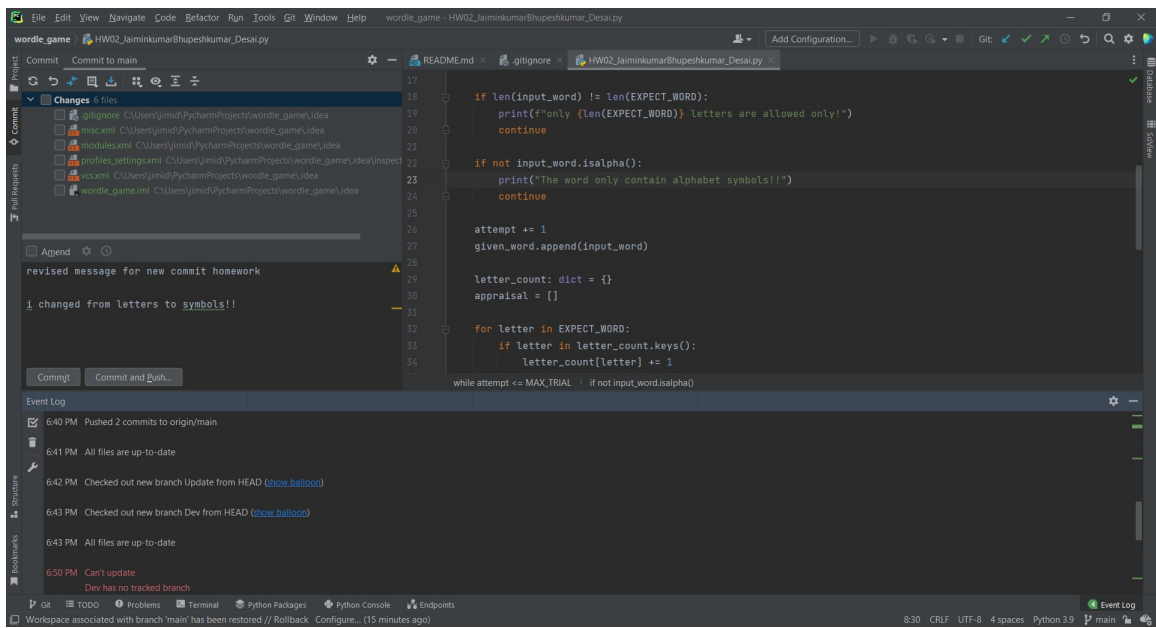 File Edit View Navigate Code Refactor Run Tools Git Window Help wordle_game - HW02_JaiminkumarBhupeshkumar_Desai.py
wordle_game HW02_JaiminkumarBhupeshkumar_Desai.py Add Configuration... Git:
Project
Commit
Pull Requests
Commit Commit to main
Changes 6 files
.gitignore C:\Users\jimid\PycharmProjects\wordle_game\.idea
misc.xml C:\Users\jimid\PycharmProjects\wordle_game\.idea
modules.xml C:\Users\jimid\PycharmProjects\wordle_game\.idea
profiles_settings.xml C:\Users\jimid\PycharmProjects\wordle_game\.idea\inspect
vcs.xml C:\Users\jimid\PycharmProjects\wordle_game\.idea
wordle_game.iml C:\Users\jimid\PycharmProjects\wordle_game\.idea
Amend
revised message for new commit homework
i changed from letters to symbols!!
Commit Commit and Push...
README.md .gitignore HW02_JaiminkumarBhupeshkumar_Desai.py
17
18 if len(input_word) != len(EXPECT_WORD):
19 print(f"only {len(EXPECT_WORD)} letters are allowed only!")
20 continue
21
22 if not input_word.isalpha():
23 print("The word only contain alphabet symbols!!")
24 continue
25
26 attempt += 1
27 given_word.append(input_word)
28
29 letter_count: dict = {}
30 appraisal = []
31
32 for letter in EXPECT_WORD:
33 if letter in letter_count.keys():
34 letter_count[letter] += 1
while attempt <= MAX_TRIAL if not input_word.isalpha()
Database
SciView
Event Log
6:40 PM Pushed 2 commits to origin/main
6:41 PM All files are up-to-date
6:42 PM Checked out new branch Update from HEAD (show balloon)
6:43 PM Checked out new branch Dev from HEAD (show balloon)
6:43 PM All files are up-to-date
6:50 PM Can't update
Dev has no tracked branch
Structure
Bookmarks
Git TODO Problems Terminal Python Packages Python Console Endpoints 4 Event Log
Workspace associated with branch 'main' has been restored // Rollback Configure... (15 minutes ago) 8:30 CRLF UTF-8 4 spaces Python 3.9 main